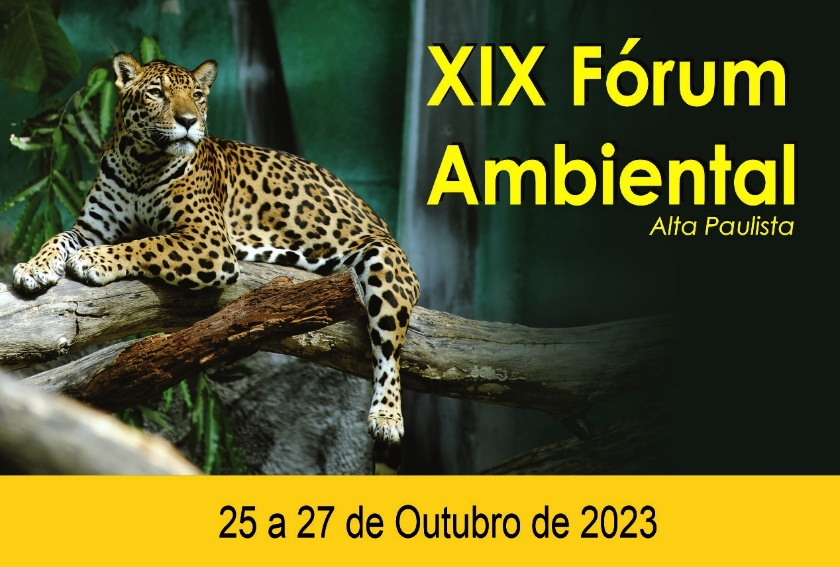 XIX Fórum
Ambiental
Alta Paulista
25 a 27 de Outubro de 2023